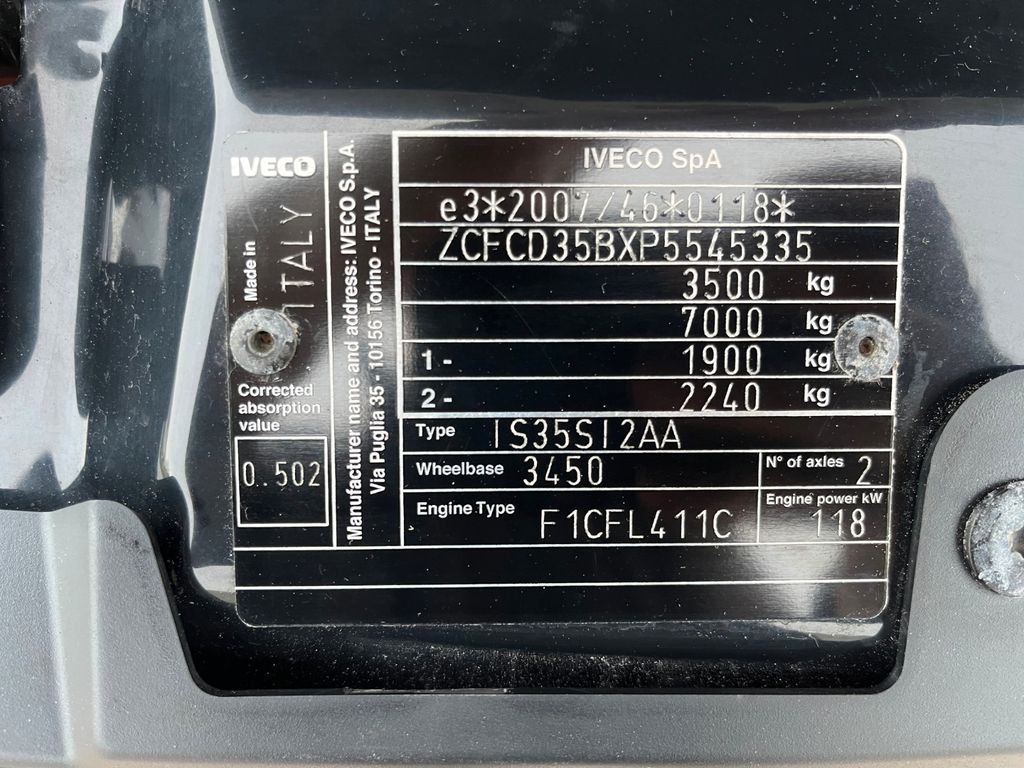 IVECO
Made in
ITALY
Corrected
absorption
value
0.502
Manufacturer name and address: IVECO S.p.A.
Via Puglia 35 - 10156 Torino - ITALY
IVECO SpA
e3*2007/46*0118*
ZCFCD35BXP5545335
3500 kg
7000 kg
1 - 1900 kg
2 - 2240 kg
Type IS35SI2AA
Wheelbase 3450 N° of axles 2
Engine Type F1CFL411C Engine power kW 118